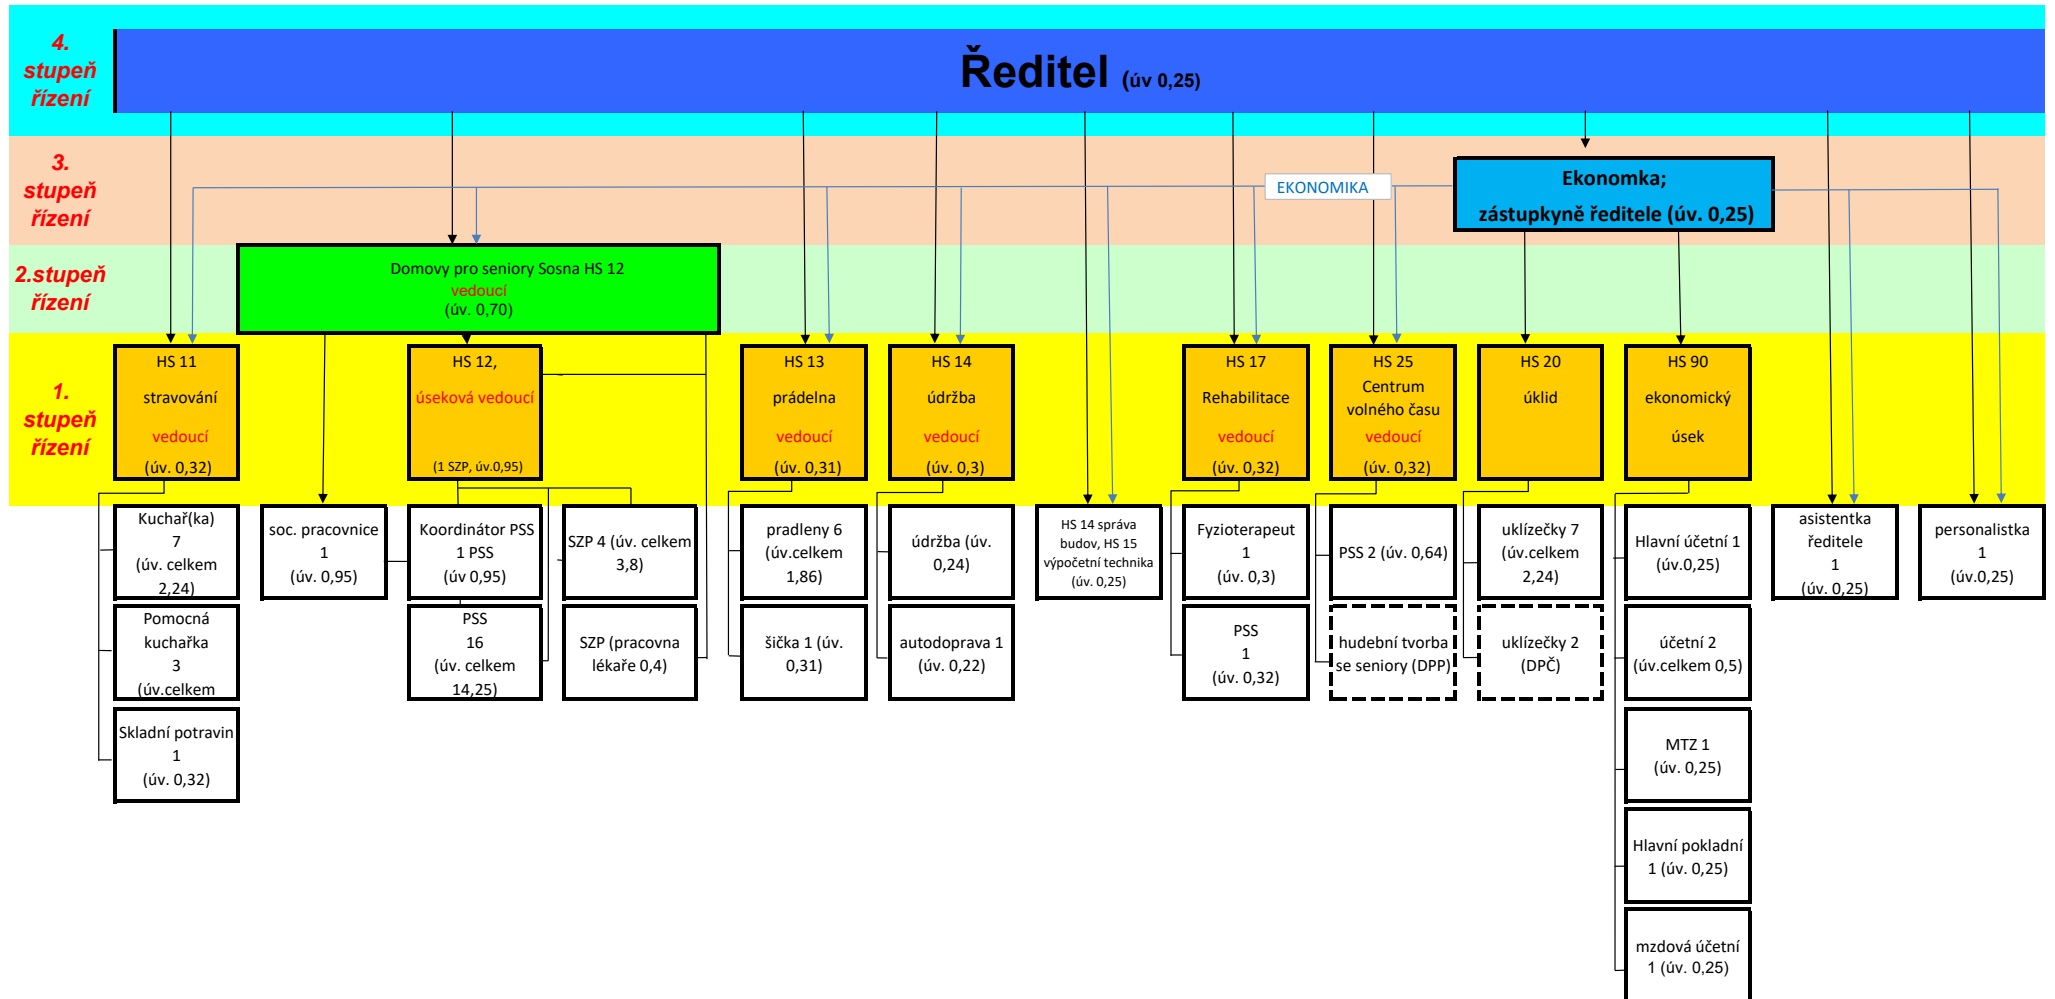 4.
stupeň
řízení
Ředitel (úv 0,25)
3.
stupeň
řízení
EKONOMIKA
Ekonomka;
zástupkyně ředitele (úv. 0,25)
2.stupeň
řízení
Domovy pro seniory Sosna HS 12
vedoucí
(úv. 0,70)
1.
stupeň
řízení
HS 11
stravování
vedoucí
(úv. 0,32)
HS 12,
úseková vedoucí
(1 SZP, úv.0,95)
HS 13
prádelna
vedoucí
(úv. 0,31)
HS 14
údržba
vedoucí
(úv. 0,3)
HS 17
Rehabilitace
vedoucí
(úv. 0,32)
HS 25
Centrum
volného času
vedoucí
(úv. 0,32)
HS 20
úklid
HS 90
ekonomický
úsek
Kuchař(ka)
7
(úv. celkem
2,24)
soc. pracovnice
1
(úv. 0,95)
Koordinátor PSS
1 PSS
(úv 0,95)
SZP 4 (úv. celkem
3,8)
pradleny 6
(úv.celkem
1,86)
údržba (úv.
0,24)
HS 14 správa
budov, HS 15
výpočetní technika
(úv. 0,25)
Fyzioterapeut
1
(úv. 0,3)
PSS 2 (úv. 0,64)
uklízečky 7
(úv.celkem
2,24)
Hlavní účetní 1
(úv.0,25)
asistentka
ředitele
1
(úv. 0,25)
personalistka
1
(úv.0,25)
Pomocná
kuchařka
3
(úv.celkem
PSS
16
(úv. celkem
14,25)
SZP (pracovna
lékaře 0,4)
šička 1 (úv.
0,31)
autodoprava 1
(úv. 0,22)
PSS
1
(úv. 0,32)
hudební tvorba
se seniory (DPP)
uklízečky 2
(DPČ)
účetní 2
(úv.celkem 0,5)
Skladní potravin
1
(úv. 0,32)
MTZ 1
(úv. 0,25)
Hlavní pokladní
1 (úv. 0,25)
mzdová účetní
1 (úv. 0,25)